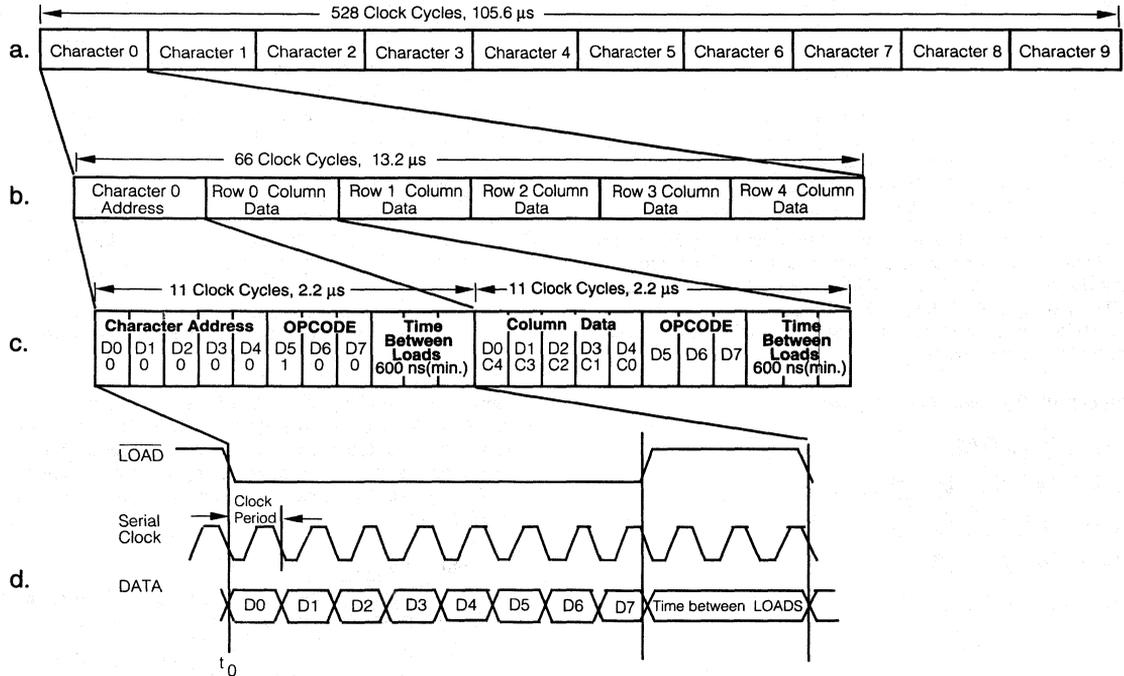 528 Clock Cycles, 105.6 µs
a. Character 0 Character 1 Character 2 Character 3 Character 4 Character 5 Character 6 Character 7 Character 8 Character 9
66 Clock Cycles, 13.2 µs
b.
Character 0 Address
Row 0 Column Data
Row 1 Column Data
Row 2 Column Data
Row 3 Column Data
Row 4 Column Data
11 Clock Cycles, 2.2 µs
11 Clock Cycles, 2.2 µs
c.
Character Address
D0 D1 D2 D3 D4
0 0 0 0 0
OPCODE
D5 D6 D7
1 0 0
Time
Between
Loads
600 ns(min.)
Column Data
D0 D1 D2 D3 D4
C4 C3 C2 C1 C0
OPCODE
D5 D6 D7
Time
Between
Loads
600 ns(min.)
LOAD
Clock
Period
Serial
Clock
d.
DATA
D0 D1 D2 D3 D4 D5 D6 D7 Time between LOADS
t0